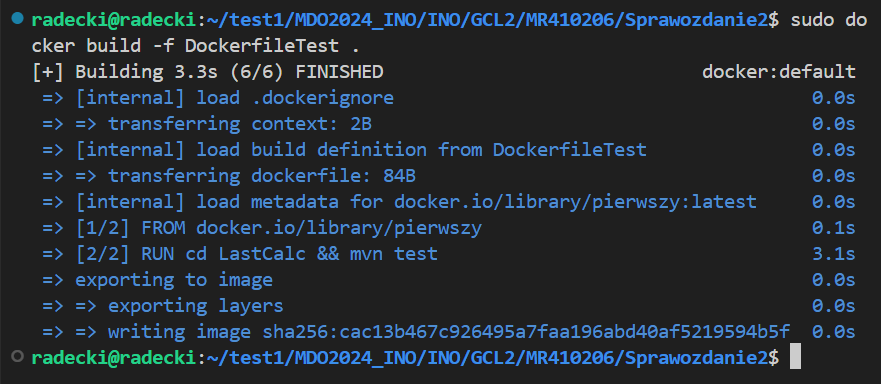 radecki@radecki:~/test1/MDO2024_INO/INO/GCL2/MR410206/Sprawozdanie2$ sudo do
cker build -f DockerfileTest .
[+] Building 3.3s (6/6) FINISHED docker:default
=> [internal] load .dockerignore 0.0s
=> => transferring context: 2B 0.0s
=> [internal] load build definition from DockerfileTest 0.0s
=> => transferring dockerfile: 84B 0.0s
=> [internal] load metadata for docker.io/library/pierwszy:latest 0.0s
=> [1/2] FROM docker.io/library/pierwszy 0.1s
=> [2/2] RUN cd LastCalc && mvn test 3.1s
=> exporting to image 0.0s
=> => exporting layers 0.0s
=> => writing image sha256:cac13b467c926495a7faa196abd40af5219594b5f 0.0s
radecki@radecki:~/test1/MDO2024_INO/INO/GCL2/MR410206/Sprawozdanie2$